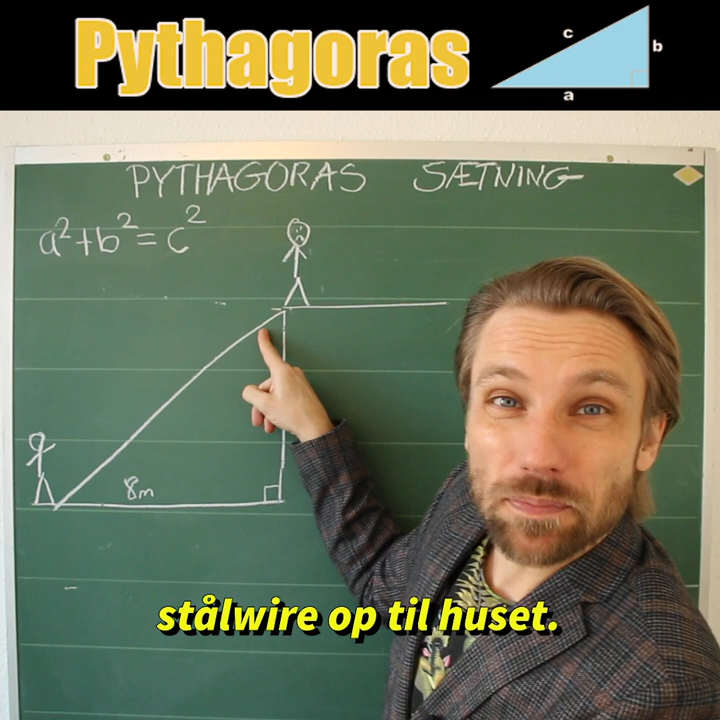 Pythagoras
c
b
a
PYTHAGORAS SÆTNING
a²+b²=c²
8m
stålwire op til huset.